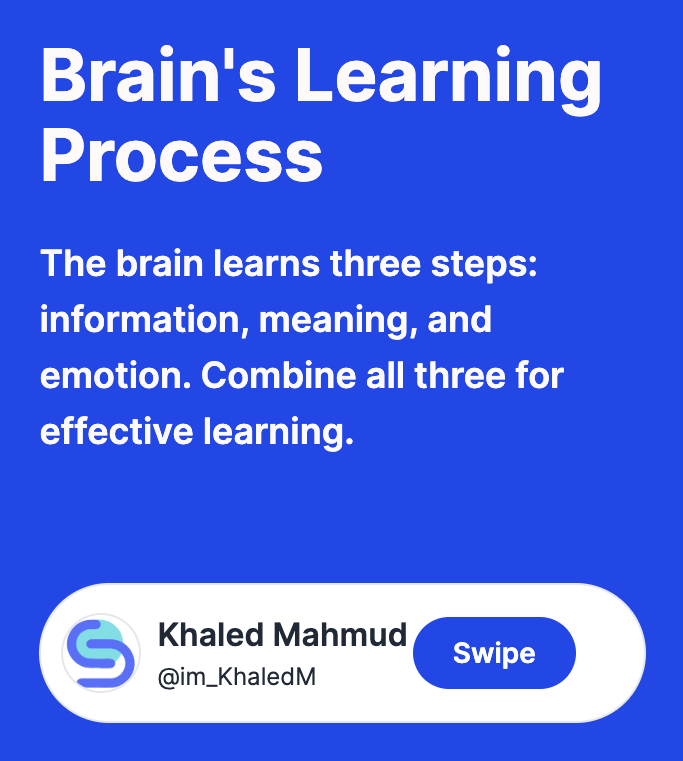 Brain's Learning
Process
The brain learns three steps:
information, meaning, and
emotion. Combine all three for
effective learning.
Khaled Mahmud
@im_KhaledM
Swipe